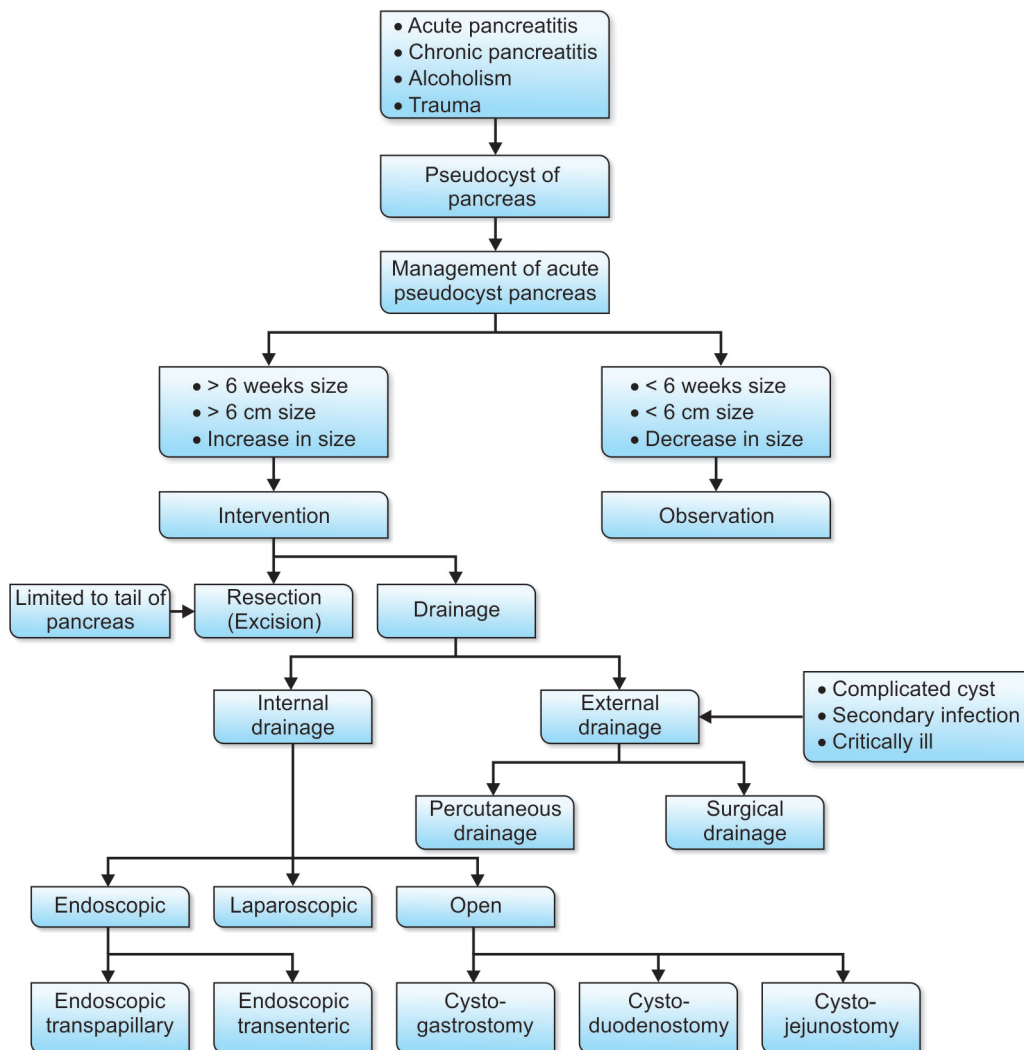 • Acute pancreatitis
• Chronic pancreatitis
• Alcoholism
• Trauma
Pseudocyst of
pancreas
Management of acute
pseudocyst pancreas
• > 6 weeks size
• > 6 cm size
• Increase in size
• < 6 weeks size
• < 6 cm size
• Decrease in size
Intervention
Observation
Limited to tail of
pancreas
Resection
(Excision)
Drainage
Internal
drainage
External
drainage
• Complicated cyst
• Secondary infection
• Critically ill
Percutaneous
drainage
Surgical
drainage
Endoscopic
Laparoscopic
Open
Endoscopic
transpapillary
Endoscopic
transenteric
Cysto-
gastrostomy
Cysto-
duodenostomy
Cysto-
jejunostomy